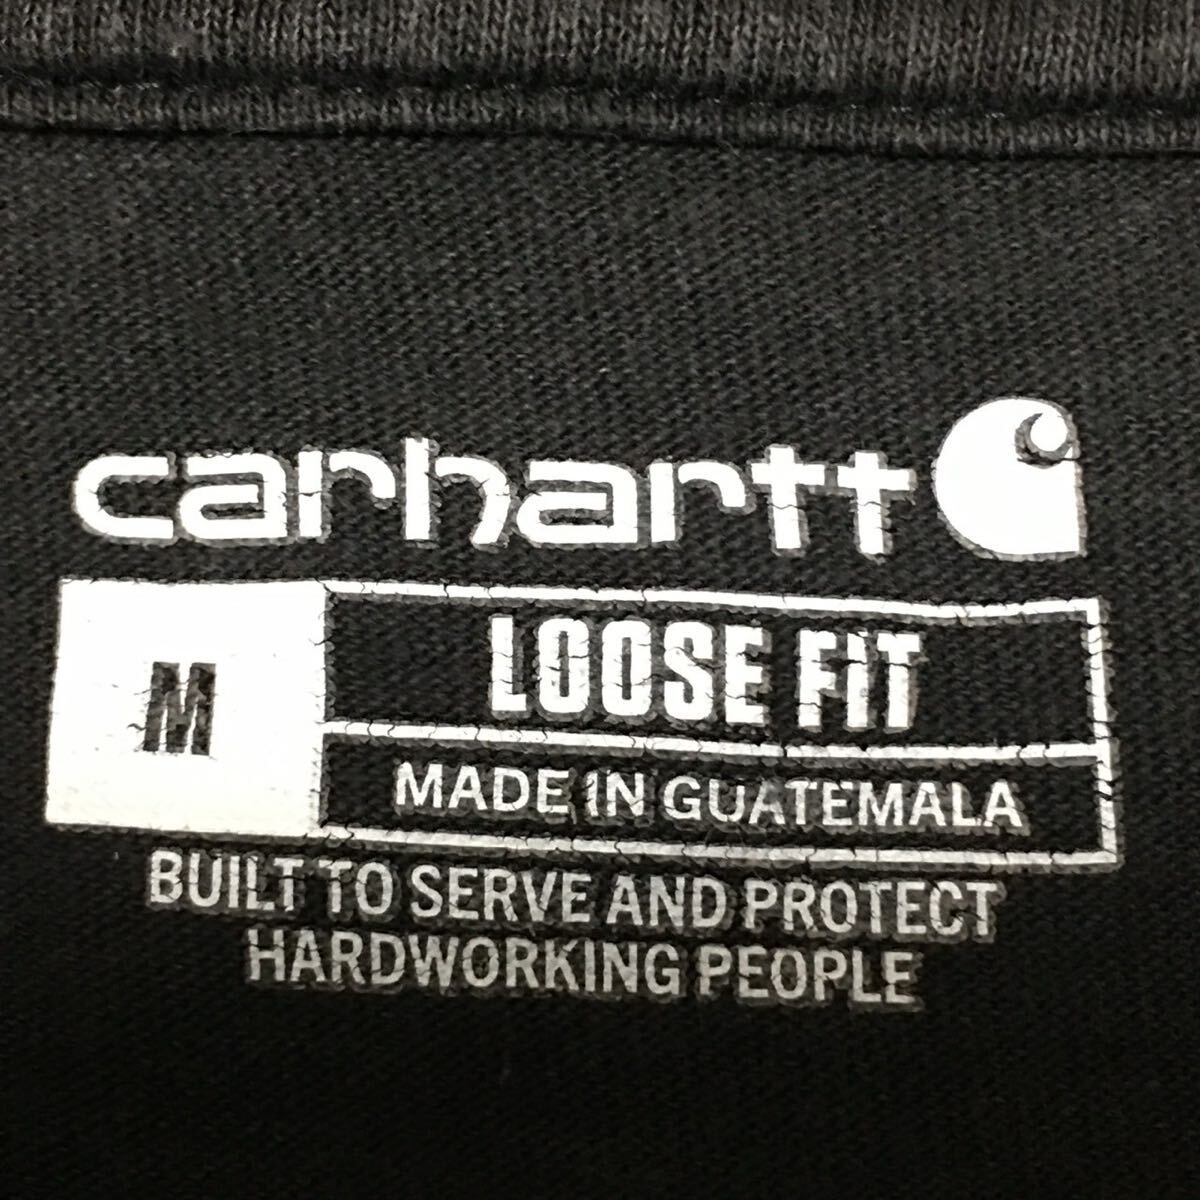 carhartt
M
LOOSE FIT
MADE IN GUATEMALA
BUILT TO SERVE AND PROTECT
HARDWORKING PEOPLE